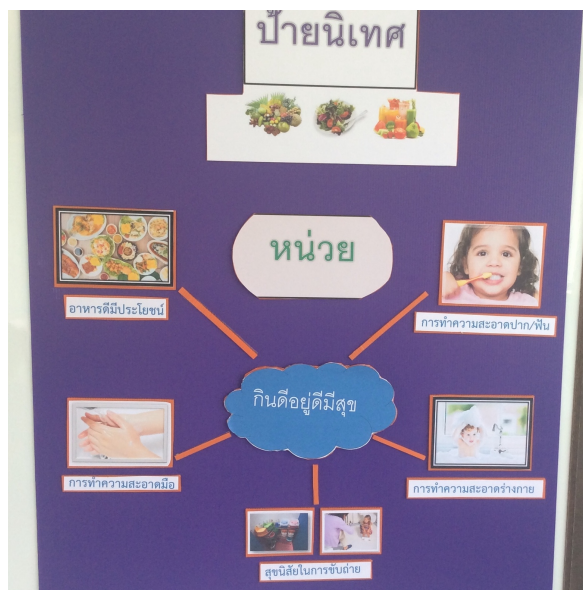 ป้ายนิเทศ
หน่วย
อาหารดีมีประโยชน์
การทำความสะอาดปาก/ฟัน
กินดีอยู่ดีมีสุข
การทำความสะอาดมือ
การทำความสะอาดร่างกาย
สุขนิสัยในการขับถ่าย